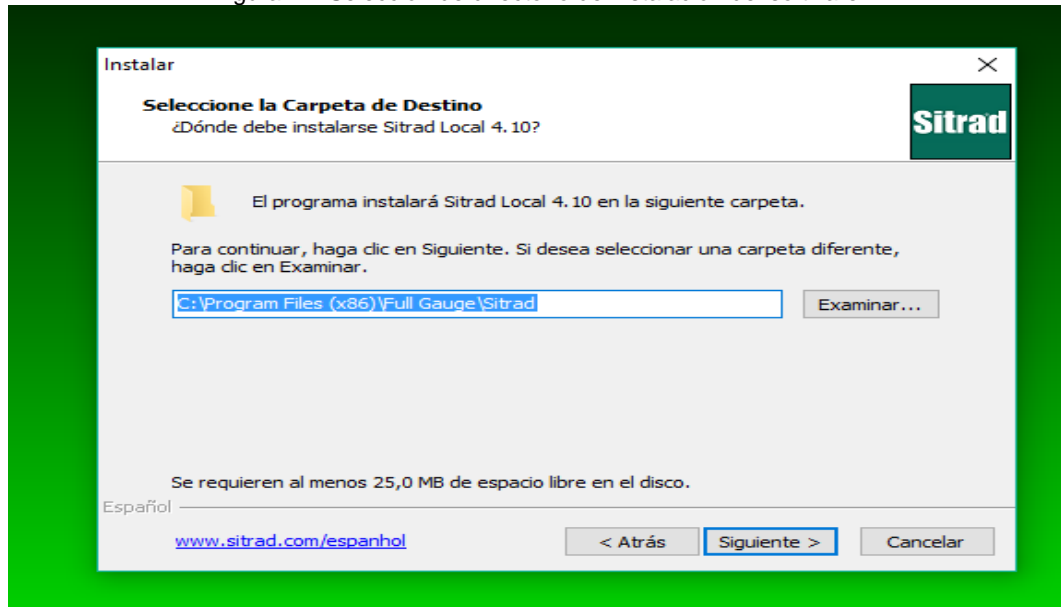 Instalar
Seleccione la Carpeta de Destino
¿Dónde debe instalarse Sitrad Local 4.10?
Sitrad
El programa instalará Sitrad Local 4.10 en la siguiente carpeta.
Para continuar, haga clic en Siguiente. Si desea seleccionar una carpeta diferente,
haga clic en Examinar.
C:\Program Files (x86)\Full Gauge\Sitrad
Examinar...
Se requieren al menos 25,0 MB de espacio libre en el disco.
Español
www.sitrad.com/espanhol
< Atrás
Siguiente >
Cancelar